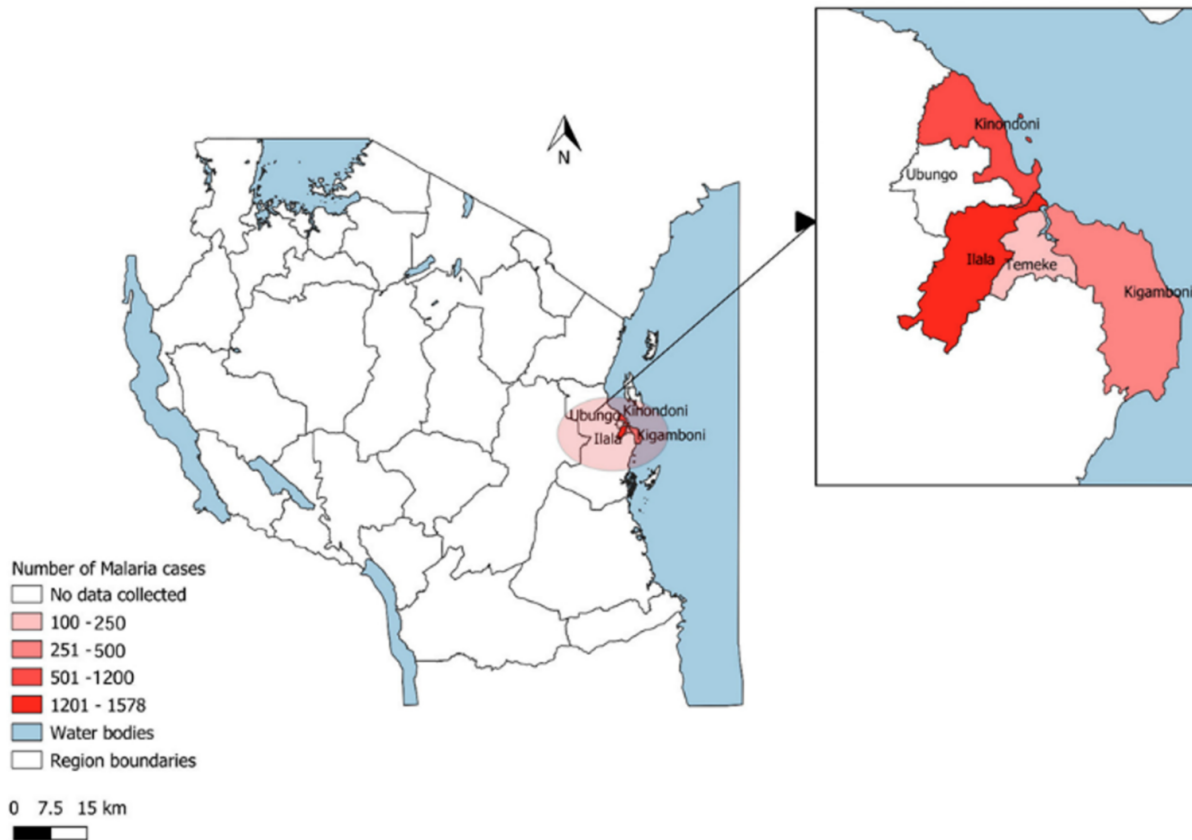 N
Ubungo
Kinondoni
Ilala
Kigamboni
Kinondoni
Ubungo
Ilala
Temeke
Kigamboni
Number of Malaria cases
No data collected
100 - 250
251 - 500
501 -1200
1201 - 1578
Water bodies
Region boundaries
0 7.5 15 km